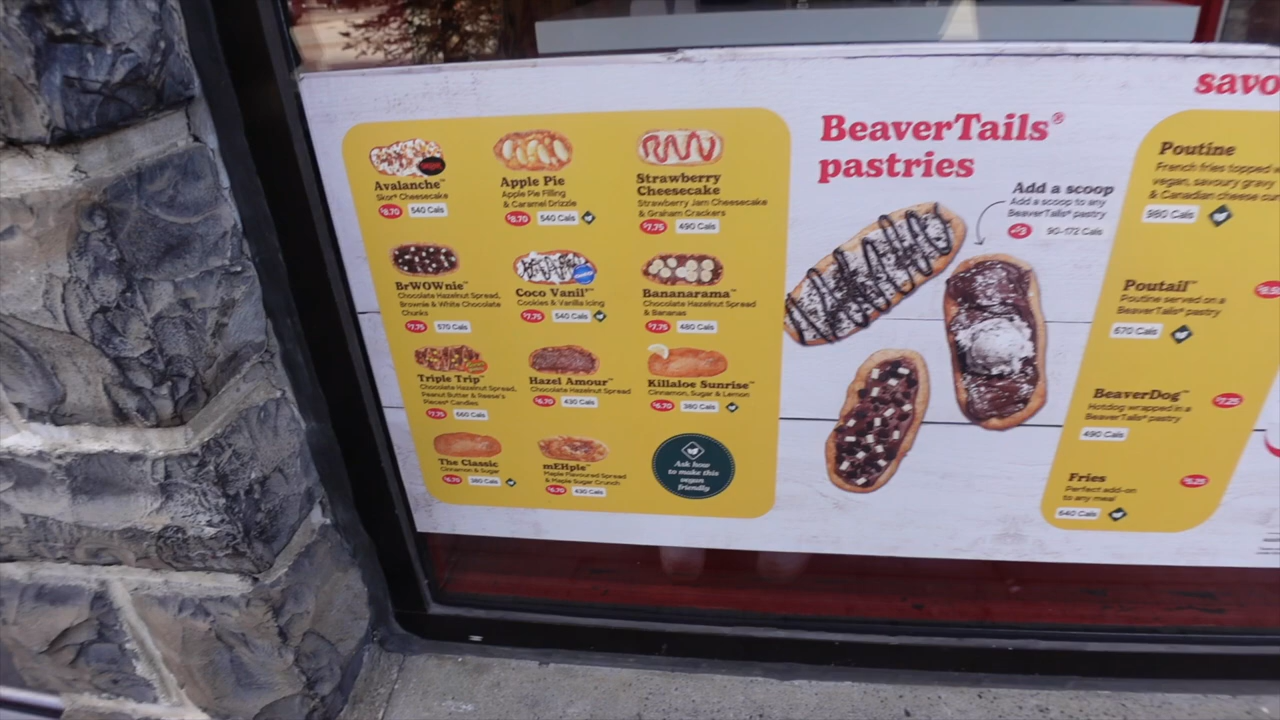 Avalanche™
Skor® Cheesecake
$8.70 540 Cals
Apple Pie
Apple Pie Filling
& Caramel Drizzle
$8.70 540 Cals
Strawberry
Cheesecake
Strawberry Jam Cheesecake
& Graham Crackers
$7.75 490 Cals
BrWOWnie™
Chocolate Hazelnut Spread,
Brownie & White Chocolate
Chunks
$7.75 570 Cals
Coco Vanil'™
Cookies & Vanilla Icing
$7.75 540 Cals
Bananarama™
Chocolate Hazelnut Spread
& Bananas
$7.75 480 Cals
Triple Trip™
Chocolate Hazelnut Spread,
Peanut Butter & Reese's
Pieces® Candies
$7.75 660 Cals
Hazel Amour™
Chocolate Hazelnut Spread
$6.70 430 Cals
Killaloe Sunrise™
Cinnamon, Sugar & Lemon
$6.70 380 Cals
The Classic
Cinnamon & Sugar
$6.70 380 Cals
mEHple™
Maple Flavoured Spread
& Maple Sugar Crunch
$6.70 430 Cals
Ask how
to make this
vegan
friendly
BeaverTails®
pastries
Add a scoop
Add a scoop to any
BeaverTails® pastry
+$3 90-172 Cals
savo
Poutine
French fries topped
vegan, savoury gravy
& Canadian cheese cur
980 Cals
Poutail™
Poutine served on a
BeaverTails® pastry
670 Cals
BeaverDog™
Hotdog wrapped in a
BeaverTails® pastry
$7.25
490 Cals
Fries
Perfect add-on
to any meal
$6.25
640 Cals